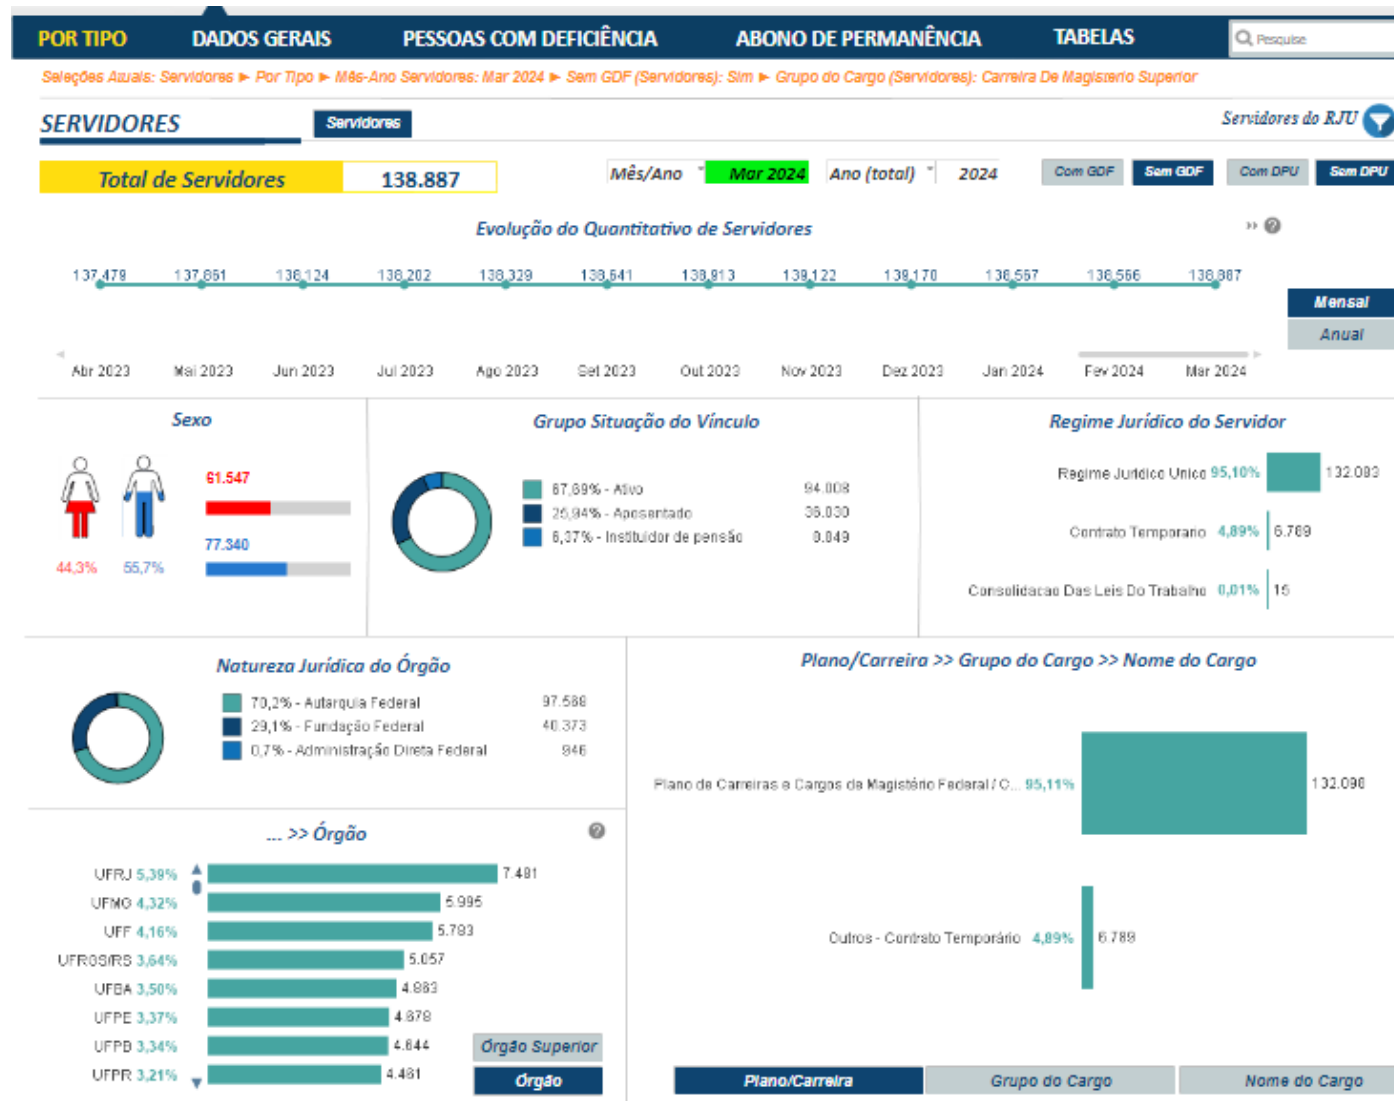 POR TIPO DADOS GERAIS PESSOAS COM DEFICIÊNCIA ABONO DE PERMANÊNCIA TABELAS Pesquise
Seleções Atuais: Servidores ► Por Tipo ► Mês-Ano Servidores: Mar 2024 ► Sem GDF (Servidores): Sim ► Grupo do Cargo (Servidores): Carreira De Magisterio Superior
SERVIDORES Servidores Servidores do RJU
Total de Servidores 138.887 Mês/Ano Mar 2024 Ano (total) 2024 Com GDF Sem GDF Com DPU Sem DPU
Evolução do Quantitativo de Servidores
137.479 137.861 138.124 138.202 138.329 138.641 138.913 139.122 139.170 138.567 138.566 138.887
Mensal
Anual
Abr 2023 Mai 2023 Jun 2023 Jul 2023 Ago 2023 Set 2023 Out 2023 Nov 2023 Dez 2023 Jan 2024 Fev 2024 Mar 2024
Sexo
61.547
77.340
44,3% 55,7%
Grupo Situação do Vínculo
67,69% - Ativo 94.008
25,94% - Aposentado 36.030
6,37% - Instituidor de pensão 8.849
Regime Jurídico do Servidor
Regime Juridico Unico 95,10% 132.083
Contrato Temporario 4,89% 6.789
Consolidacao Das Leis Do Trabalho 0,01% 15
Natureza Jurídica do Órgão
70,2% - Autarquia Federal 97.568
29,1% - Fundação Federal 40.373
0,7% - Administração Direta Federal 946
... >> Órgão
UFRJ 5,39% 7.481
UFMG 4,32% 5.995
UFF 4,16% 5.783
UFRGS/RS 3,64% 5.057
UFBA 3,50% 4.863
UFPE 3,37% 4.678
UFPB 3,34% 4.644
UFPR 3,21% 4.461
Órgão Superior
Órgão
Plano/Carreira >> Grupo do Cargo >> Nome do Cargo
Plano de Carreiras e Cargos de Magistério Federal / C... 95,11% 132.098
Outros - Contrato Temporário 4,89% 6.789
Plano/Carreira Grupo do Cargo Nome do Cargo